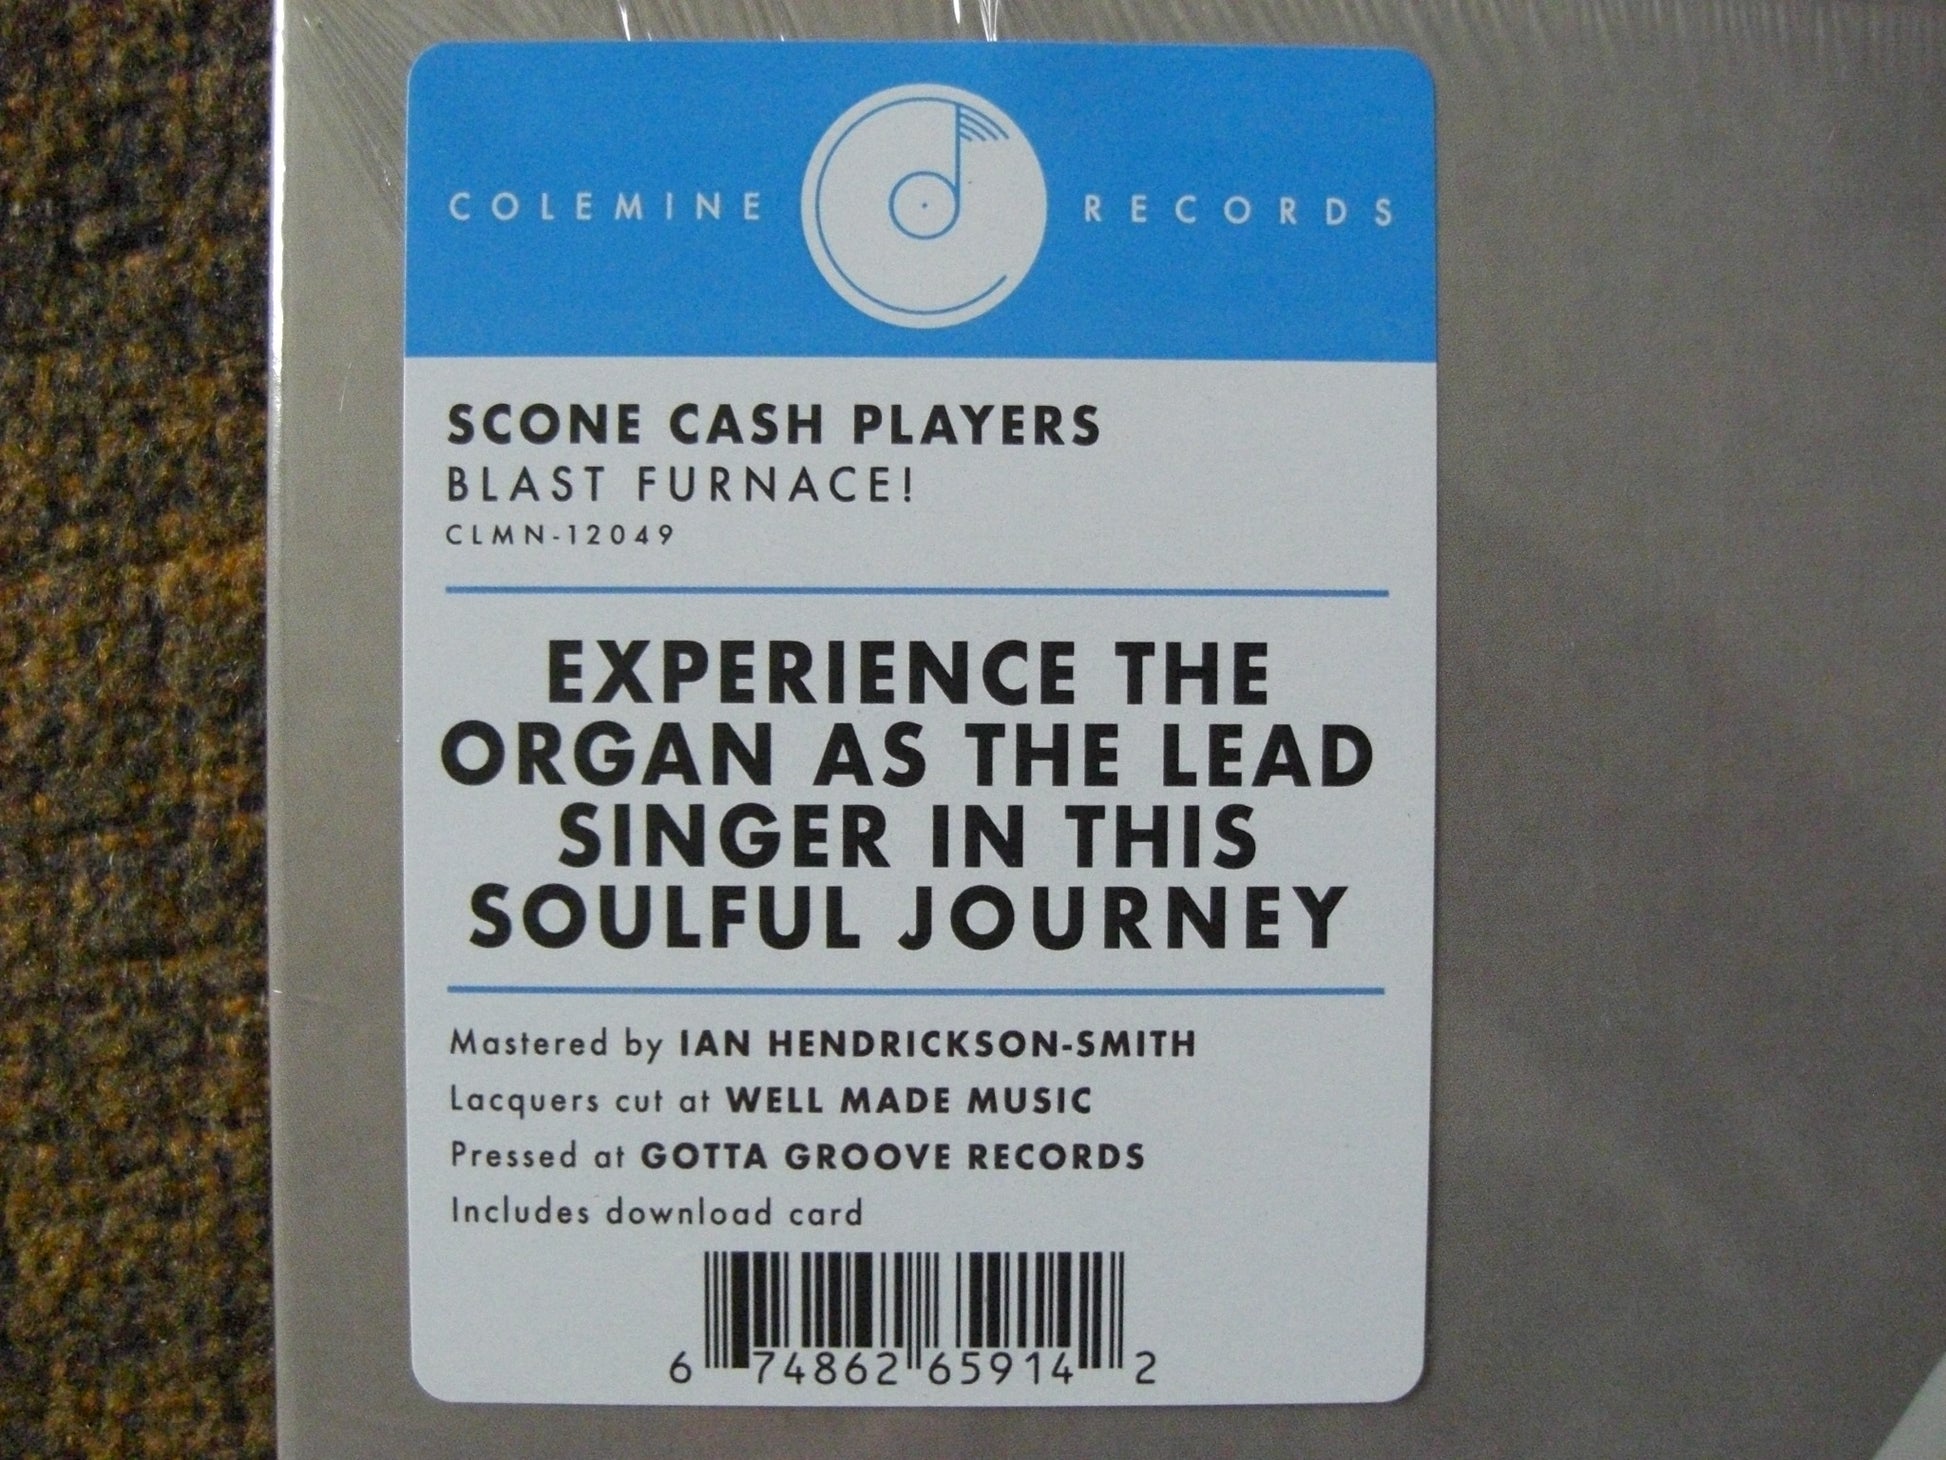 COLEMINE RECORDS
SCONE CASH PLAYERS
BLAST FURNACE!
CLMN-12049
EXPERIENCE THE
ORGAN AS THE LEAD
SINGER IN THIS
SOULFUL JOURNEY
Mastered by IAN HENDRICKSON-SMITH
Lacquers cut at WELL MADE MUSIC
Pressed at GOTTA GROOVE RECORDS
Includes download card
6 74862 65914 2